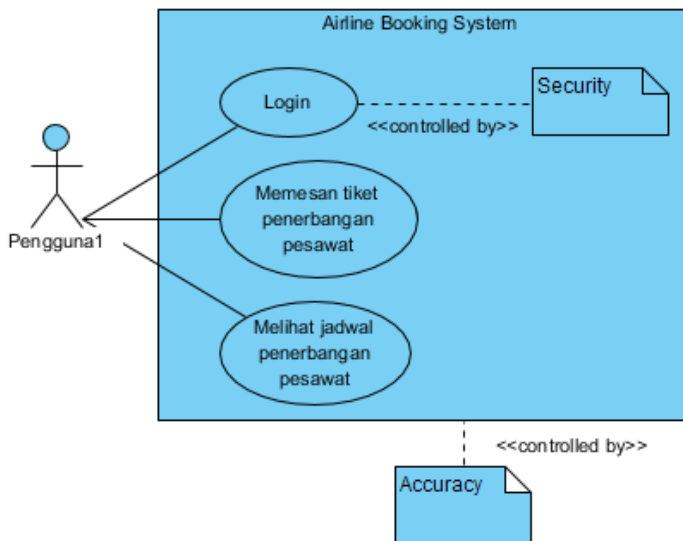 Airline Booking System
Login
Security
<<controlled by>>
Memesan tiket
penerbangan
pesawat
Pengguna1
Melihat jadwal
penerbangan
pesawat
<<controlled by>>
Accuracy